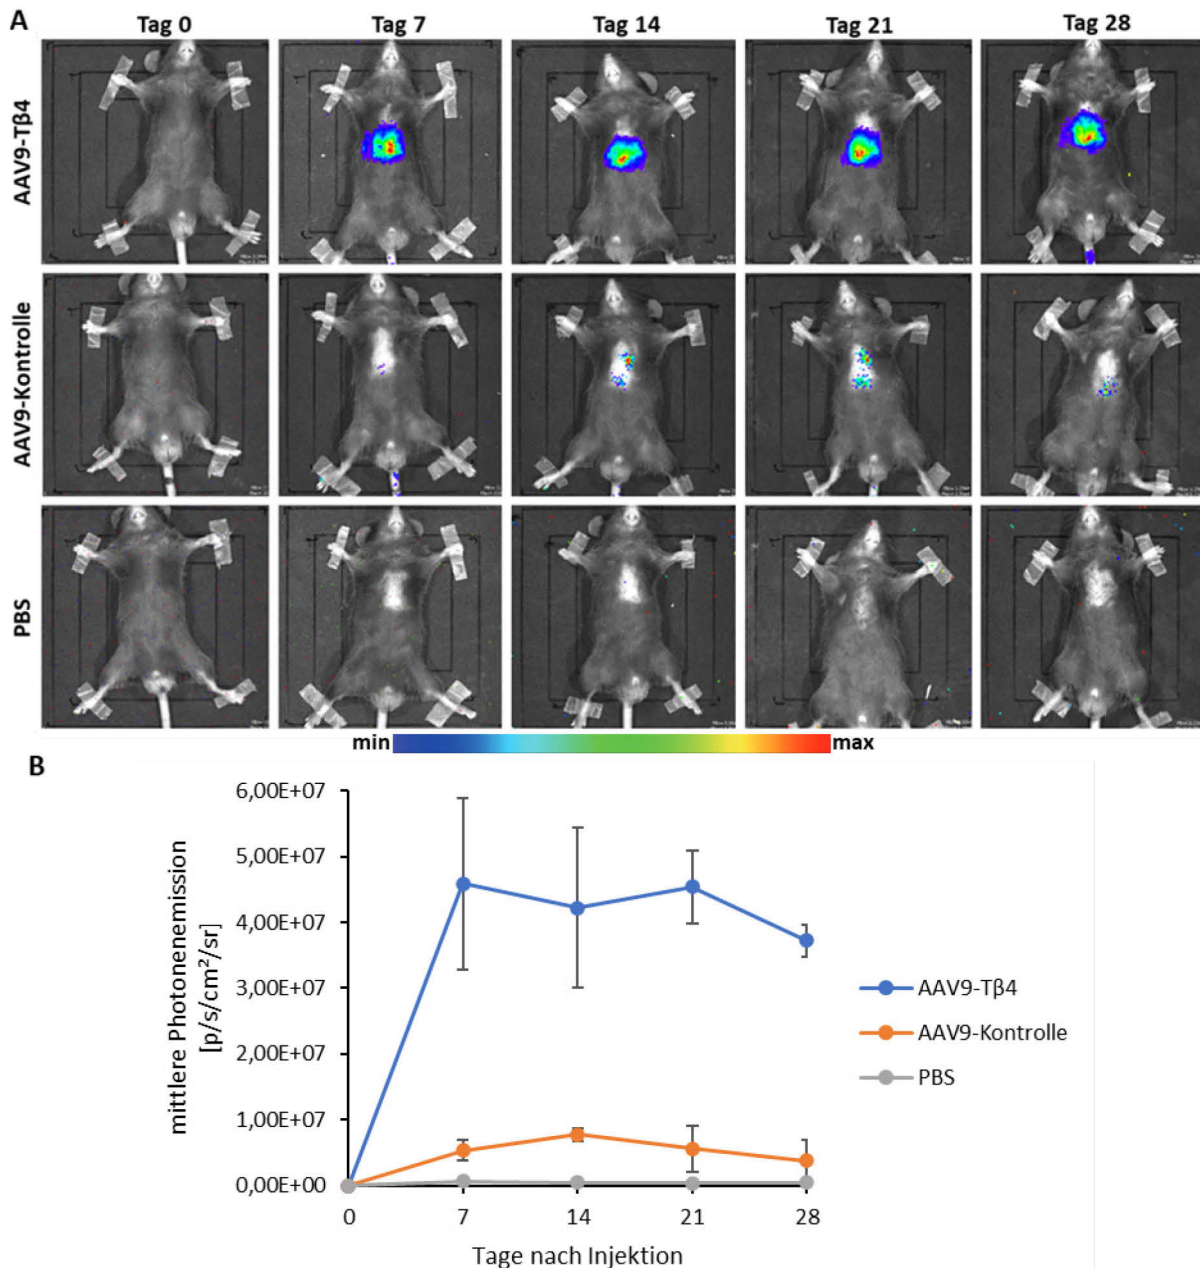 A
Tag 0 Tag 7 Tag 14 Tag 21 Tag 28
AAV9-Tβ4
AAV9-Kontrolle
PBS
min max
B
mittlere Photonenemission
[p/s/cm²/sr]
6,00E+07
5,00E+07
4,00E+07
3,00E+07
2,00E+07
1,00E+07
0,00E+00
0 7 14 21 28
Tage nach Injektion
AAV9-Tβ4
AAV9-Kontrolle
PBS